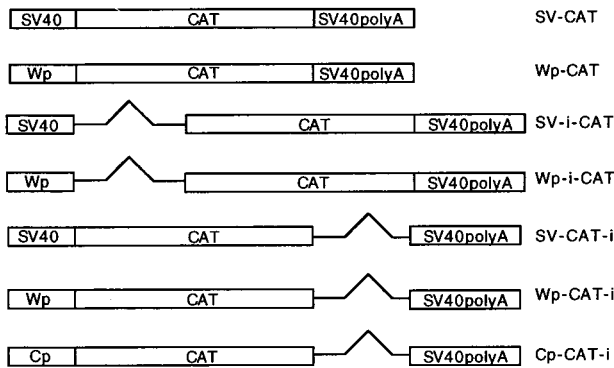 SV40 CAT SV40polyA SV-CAT
Wp CAT SV40polyA Wp-CAT
SV40 CAT SV40polyA SV-i-CAT
Wp CAT SV40polyA Wp-i-CAT
SV40 CAT SV40polyA SV-CAT-i
Wp CAT SV40polyA Wp-CAT-i
Cp CAT SV40polyA Cp-CAT-i